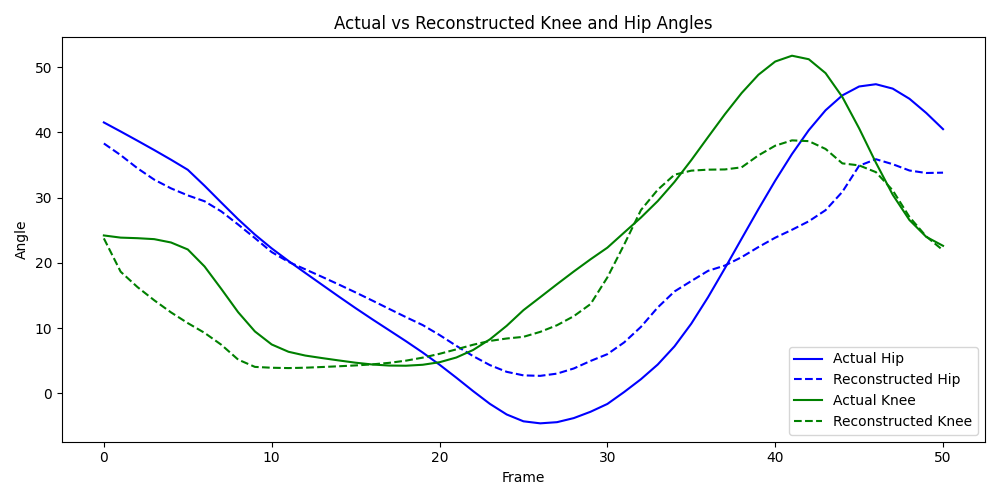 Actual vs Reconstructed Knee and Hip Angles
50
40
30
20
10
0
Angle
0 10 20 30 40 50
Frame
Actual Hip
Reconstructed Hip
Actual Knee
Reconstructed Knee